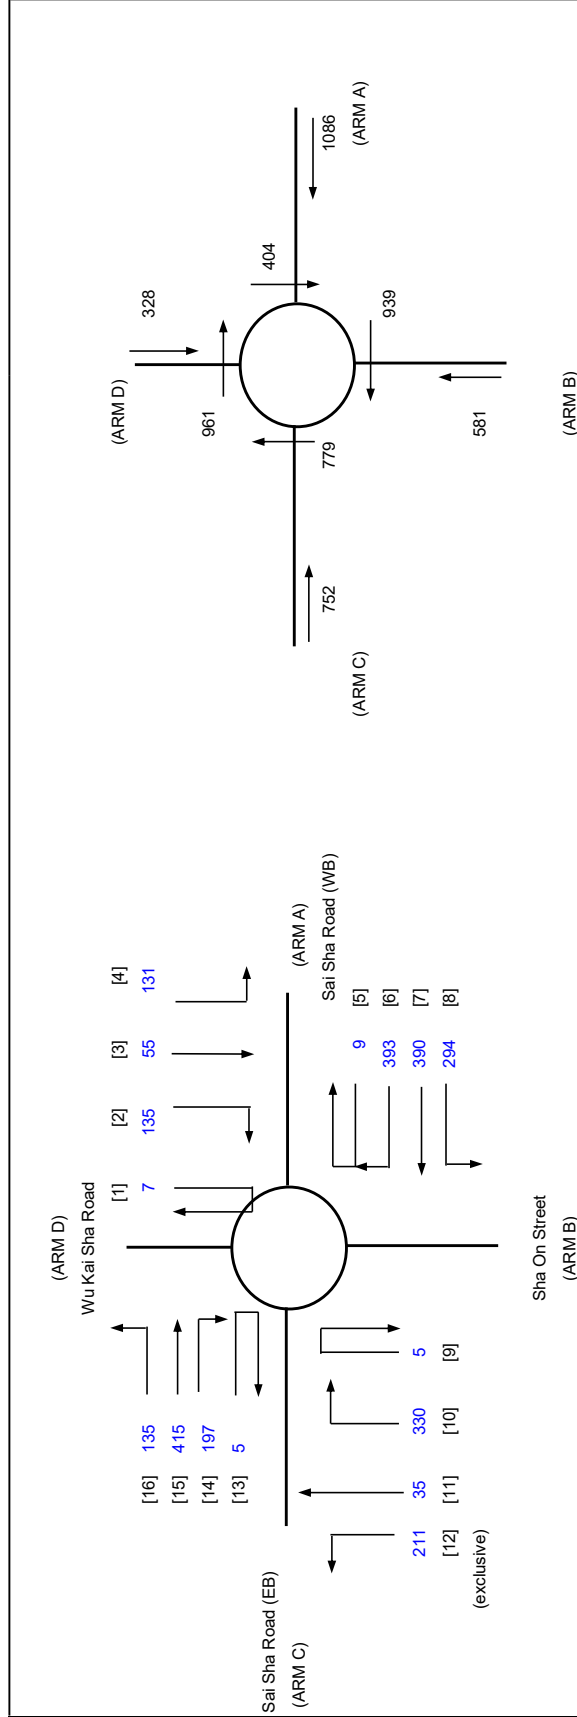 (ARM D)
Wu Kai Sha Road
[1] [2] [3] [4]
7 135 55 131
[16] 135
[15] 415
[14] 197
[13] 5
Sai Sha Road (EB)
(ARM C)
(ARM A)
Sai Sha Road (WB)
9 [5]
393 [6]
390 [7]
294 [8]
211 35 330 5
[12] [11] [10] [9]
(exclusive)
Sha On Street
(ARM B)
(ARM D)
328
961
404
779
939
752
1086
(ARM C)
(ARM A)
581
(ARM B)